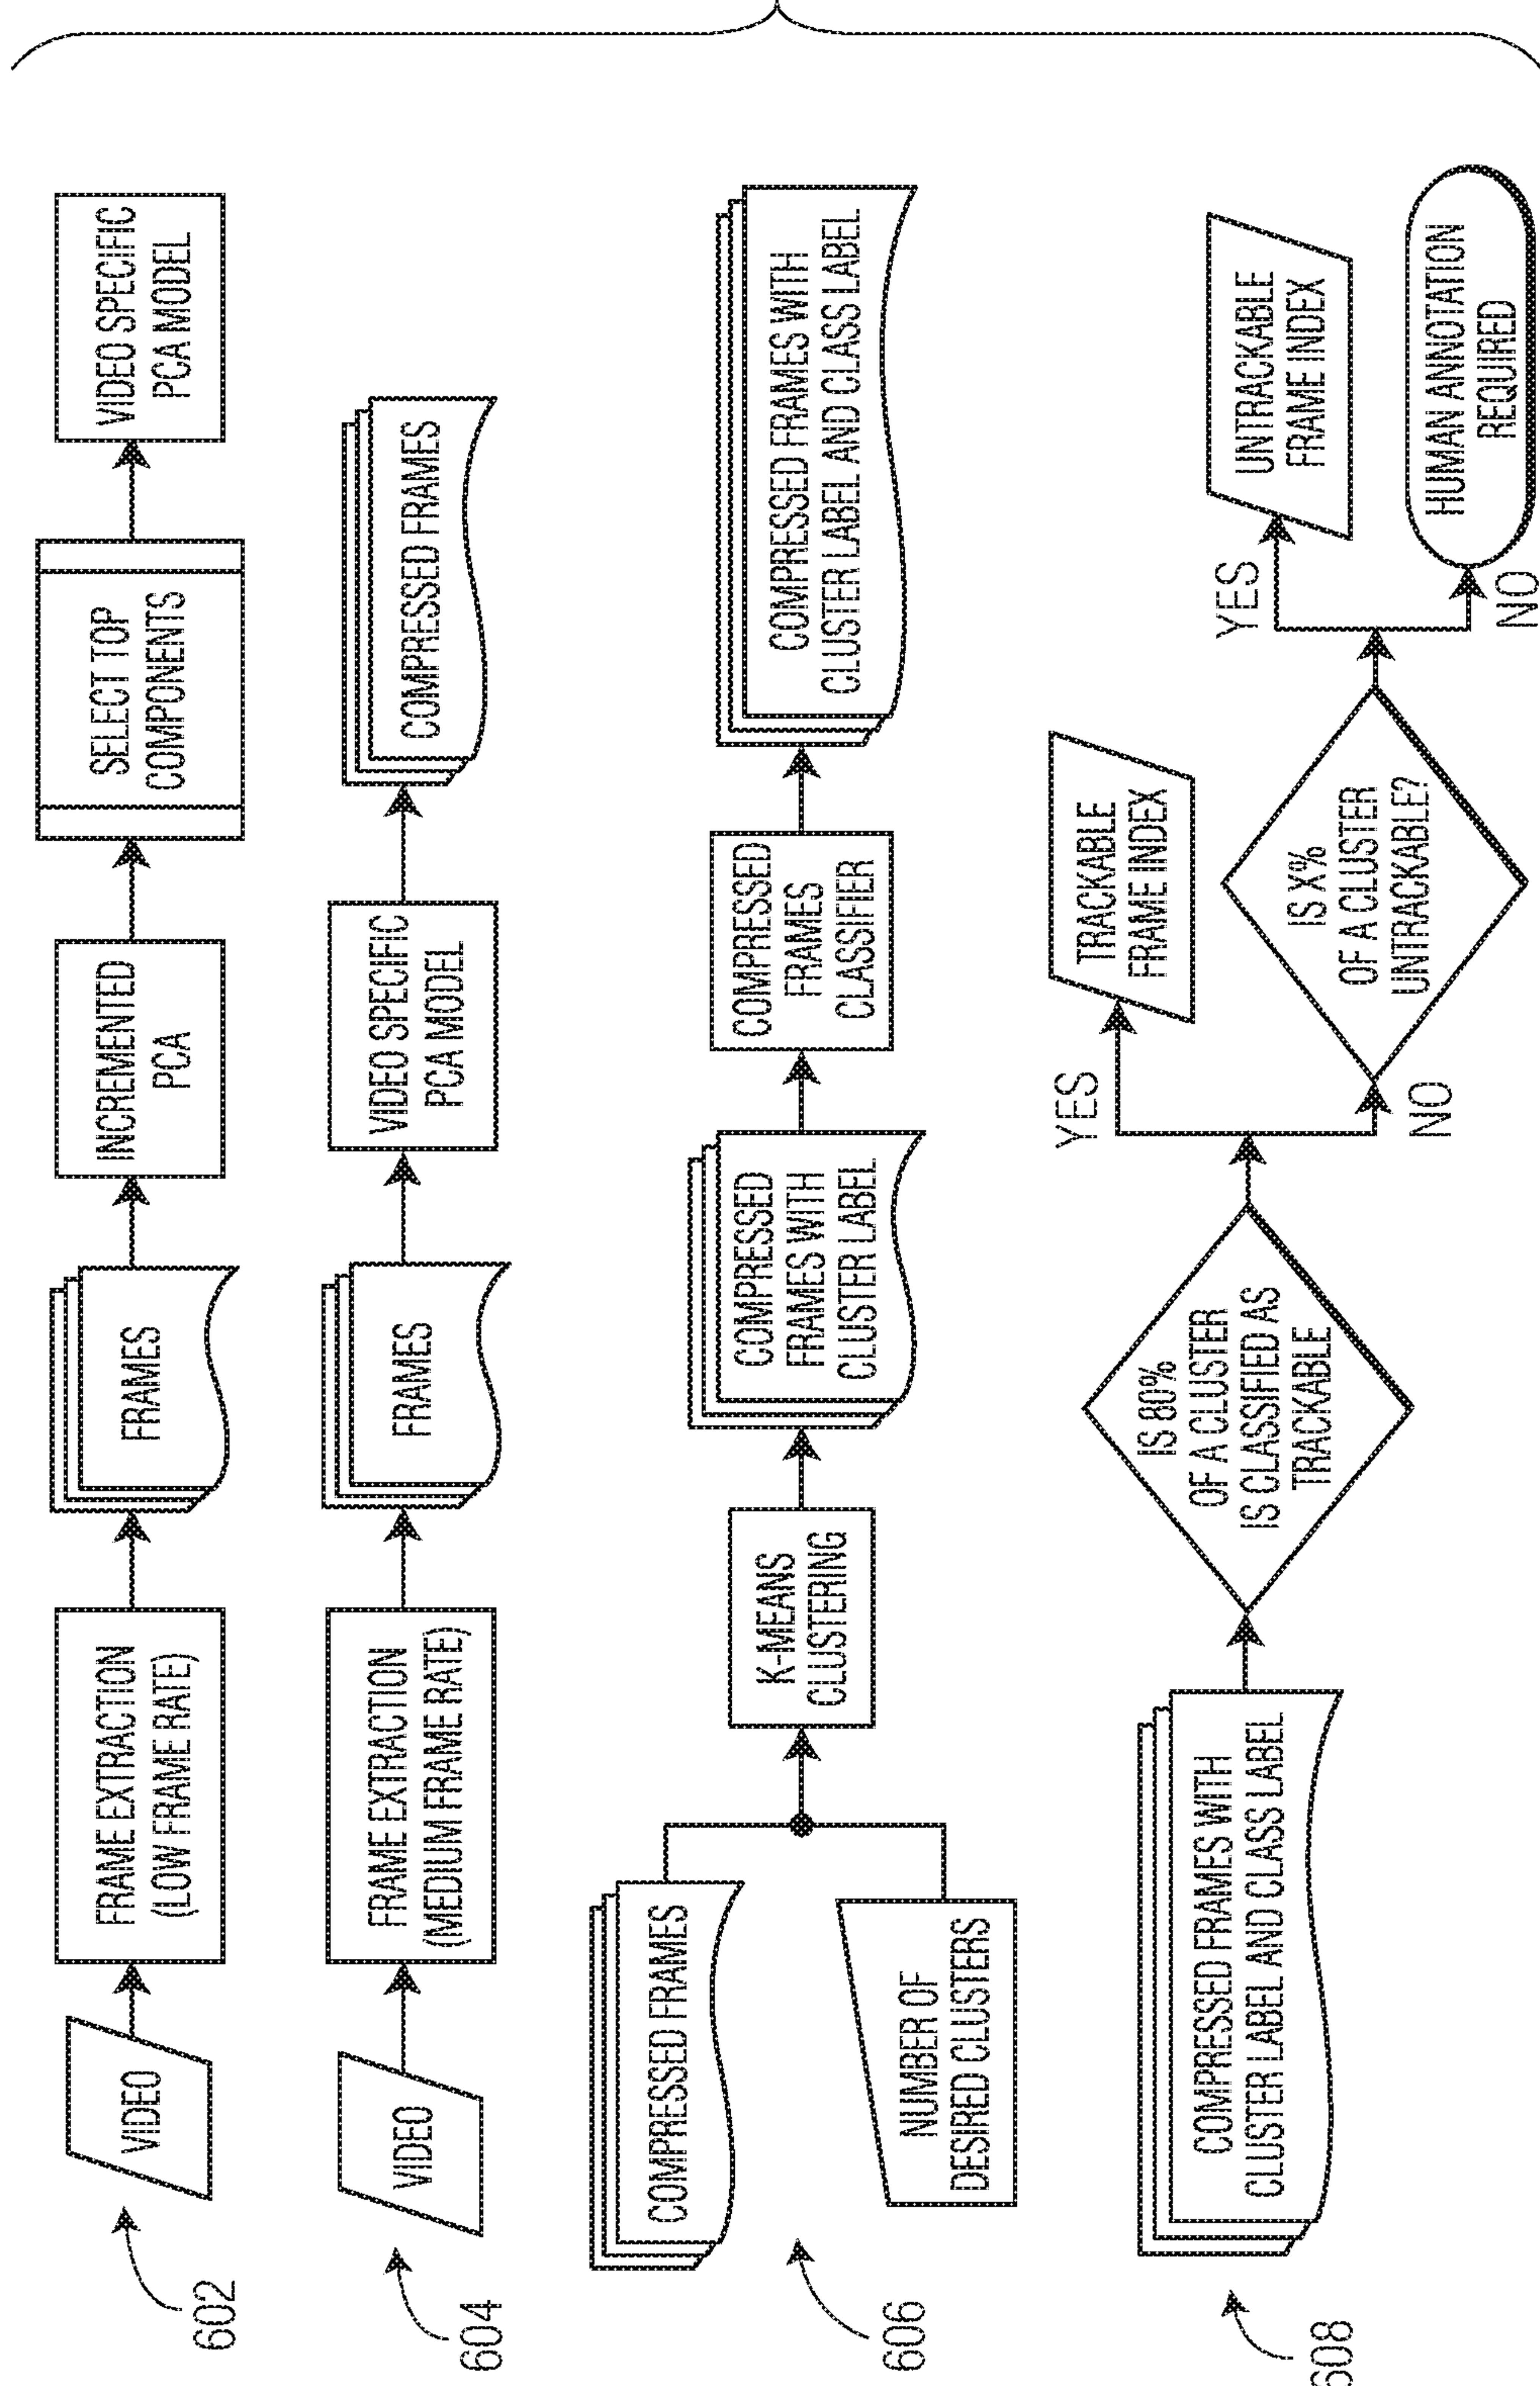 602
VIDEO
FRAME EXTRACTION
(LOW FRAME RATE)
FRAMES
INCREMENTED
PCA
SELECT TOP
COMPONENTS
VIDEO SPECIFIC
PCA MODEL
604
VIDEO
FRAME EXTRACTION
(MEDIUM FRAME RATE)
FRAMES
VIDEO SPECIFIC
PCA MODEL
COMPRESSED FRAMES
606
COMPRESSED FRAMES
NUMBER OF
DESIRED CLUSTERS
K-MEANS
CLUSTERING
COMPRESSED
FRAMES WITH
CLUSTER LABEL
COMPRESSED
FRAMES
CLASSIFIER
COMPRESSED FRAMES WITH
CLUSTER LABEL AND CLASS LABEL
608
COMPRESSED FRAMES WITH
CLUSTER LABEL AND CLASS LABEL
IS 80%
OF A CLUSTER
IS CLASSIFIED AS
TRACKABLE
YES
NO
TRACKABLE
FRAME INDEX
IS X%
OF A CLUSTER
UNTRACKABLE?
YES
NO
UNTRACKABLE
FRAME INDEX
HUMAN ANNOTATION
REQUIRED